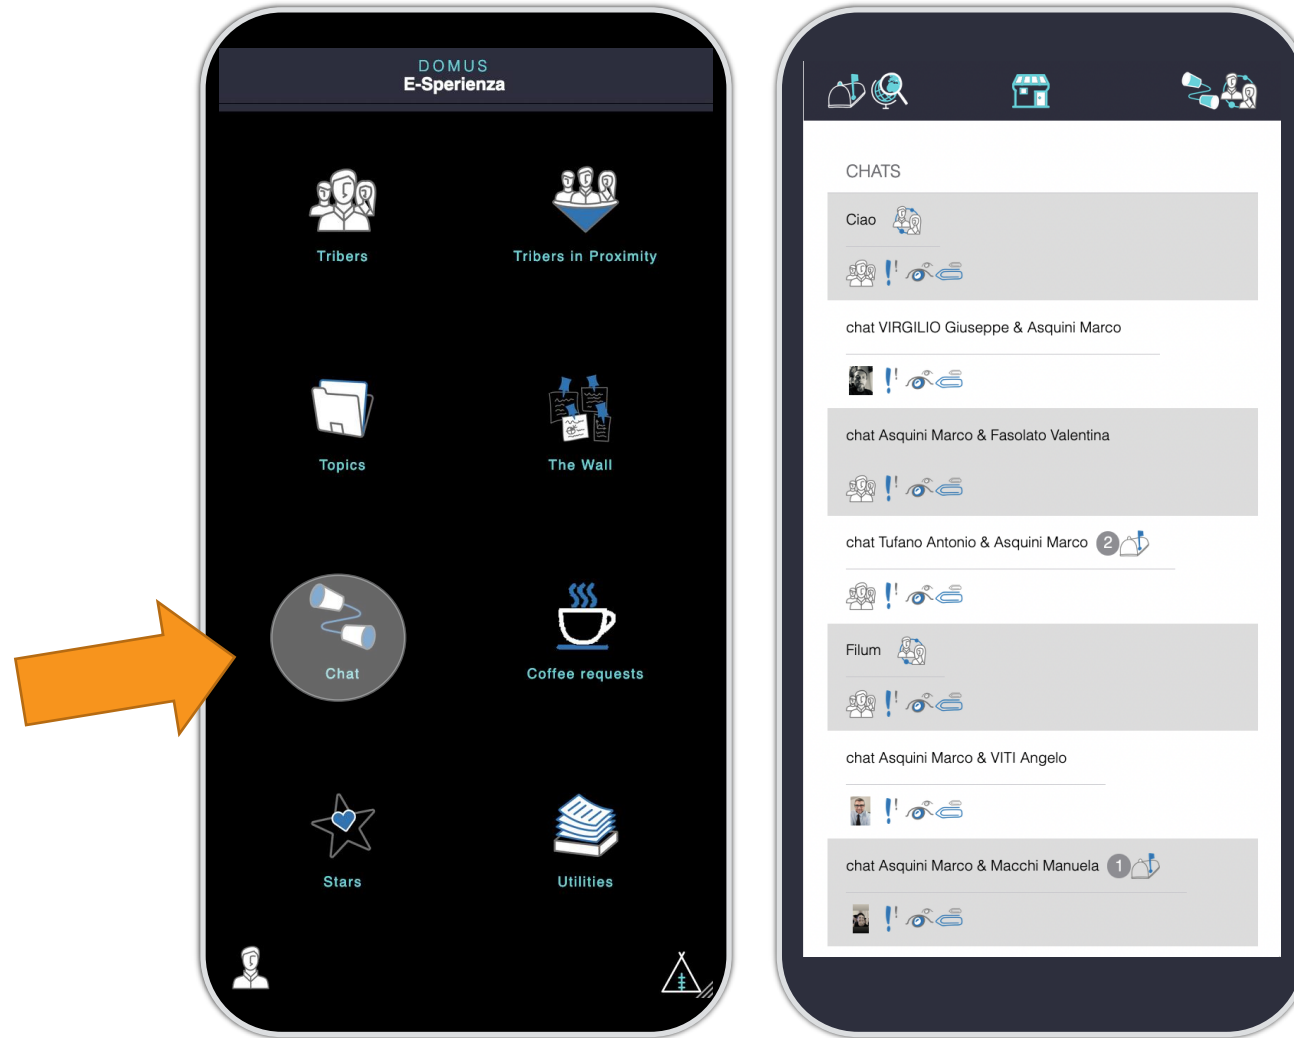 DOMUS
E-Sperienza
Tribers
Tribers in Proximity
Topics
The Wall
Chat
Coffee requests
Stars
Utilities
CHATS
Ciao
chat VIRGILIO Giuseppe & Asquini Marco
chat Asquini Marco & Fasolato Valentina
chat Tufano Antonio & Asquini Marco 2
Filum
chat Asquini Marco & VITI Angelo
chat Asquini Marco & Macchi Manuela 1